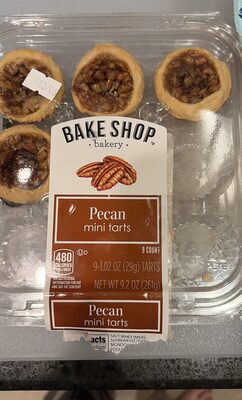 BAKE SHOP
bakery
Pecan
mini tarts
9 COUNT
480
CALORIES
9-1.02 OZ (29g) TARTS
NET WT 9.2 OZ (261g)
Pecan
mini tarts